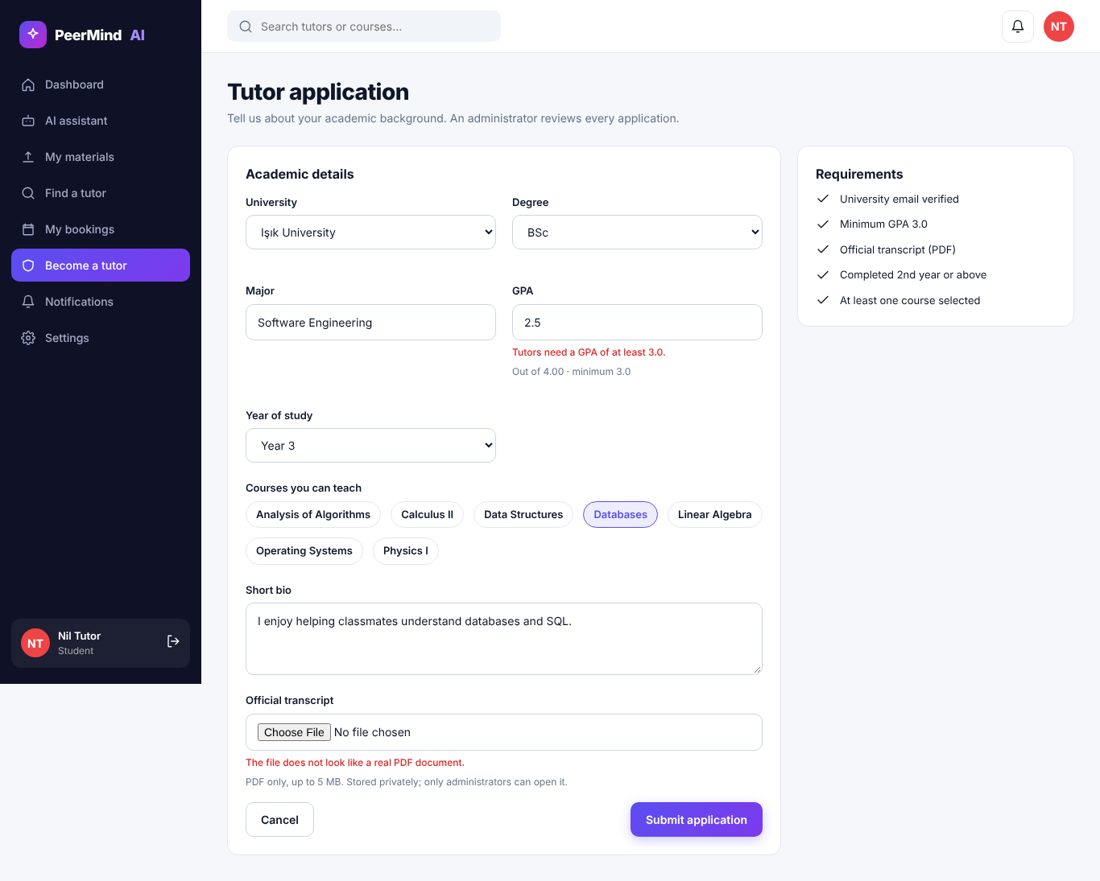 PeerMind AI
Search tutors or courses...
NT
Dashboard
AI assistant
My materials
Find a tutor
My bookings
Become a tutor
Notifications
Settings
Nil Tutor
Student
NT
Tutor application
Tell us about your academic background. An administrator reviews every application.
Academic details
University
Işık University
Degree
BSc
Major
Software Engineering
GPA
2.5
Tutors need a GPA of at least 3.0.
Out of 4.00 · minimum 3.0
Year of study
Year 3
Courses you can teach
Analysis of Algorithms
Calculus II
Data Structures
Databases
Linear Algebra
Operating Systems
Physics I
Short bio
I enjoy helping classmates understand databases and SQL.
Official transcript
Choose File No file chosen
The file does not look like a real PDF document.
PDF only, up to 5 MB. Stored privately; only administrators can open it.
Cancel
Submit application
Requirements
University email verified
Minimum GPA 3.0
Official transcript (PDF)
Completed 2nd year or above
At least one course selected